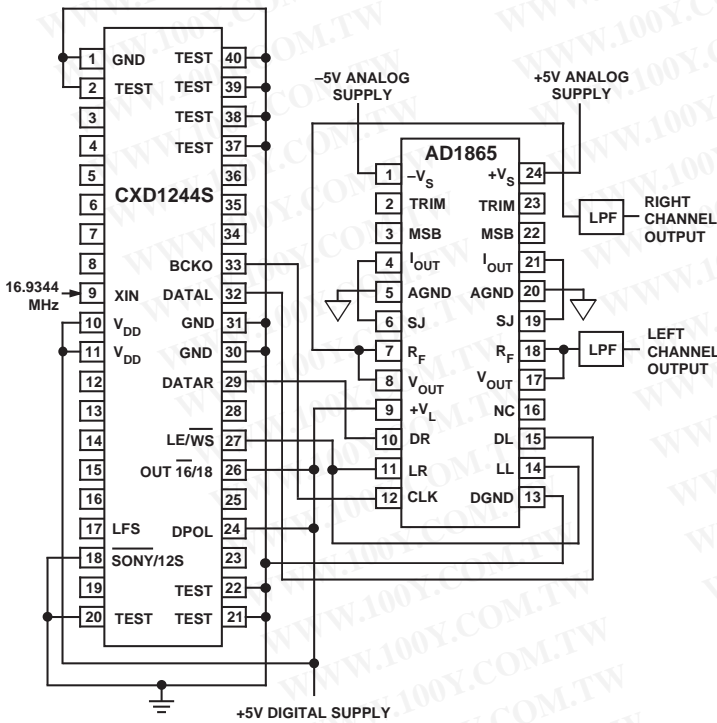 1 GND TEST 40
2 TEST TEST 39
3 TEST 38
4 TEST 37
5 36
CXD1244S
6 35
7 34
8 BCKO 33
16.9344 MHz
9 XIN DATAL 32
10 VDD GND 31
11 VDD GND 30
12 DATAR 29
13 28
14 LE/WS 27
15 OUT 16/18 26
16 25
17 LFS DPOL 24
18 SONY/12S 23
19 TEST 22
20 TEST TEST 21
–5V ANALOG
SUPPLY
+5V ANALOG
SUPPLY
AD1865
1 –VS +VS 24
2 TRIM TRIM 23
3 MSB MSB 22
4 IOUT IOUT 21
5 AGND AGND 20
6 SJ SJ 19
7 RF RF 18
8 VOUT VOUT 17
9 +VL NC 16
10 DR DL 15
11 LR LL 14
12 CLK DGND 13
LPF
RIGHT
CHANNEL
OUTPUT
LPF
LEFT
CHANNEL
OUTPUT
+5V DIGITAL SUPPLY
WWW.100Y.COM.TW